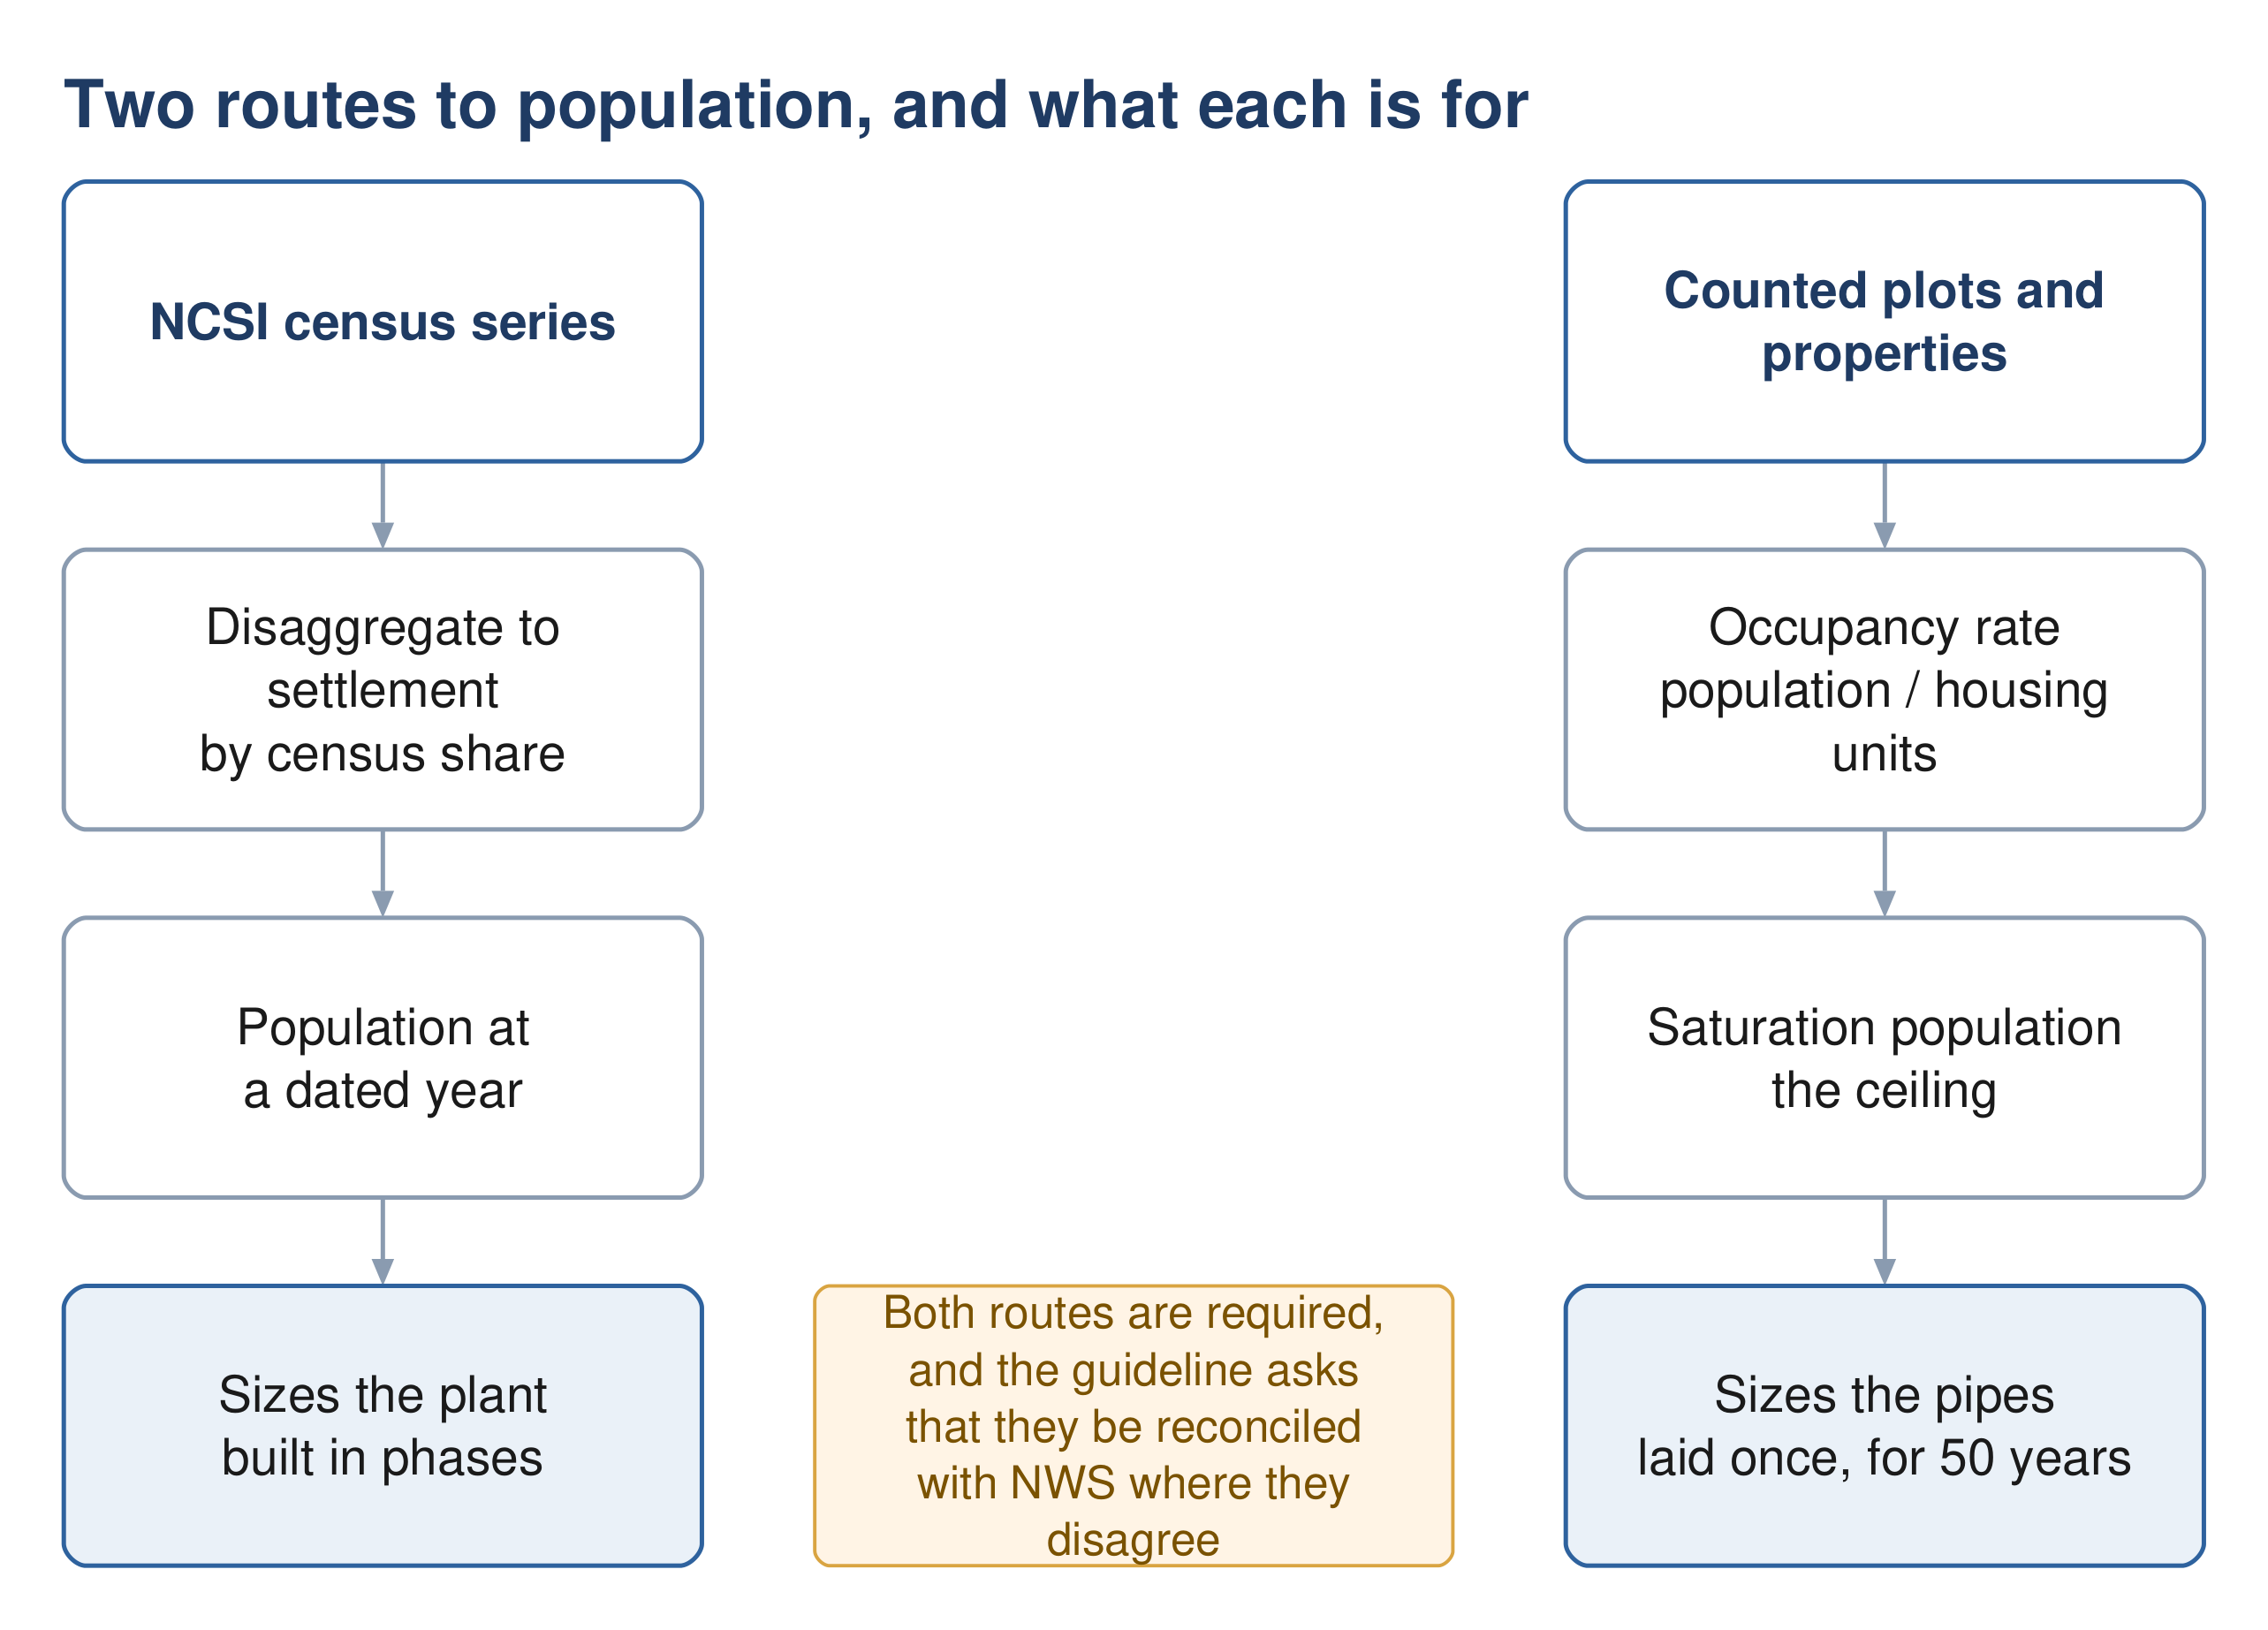 Two routes to population, and what each is for
NCSI census series
Disaggregate to
settlement
by census share
Population at
a dated year
Sizes the plant
built in phases
Both routes are required,
and the guideline asks
that they be reconciled
with NWS where they
disagree
Counted plots and
properties
Occupancy rate
population / housing
units
Saturation population
the ceiling
Sizes the pipes
laid once, for 50 years